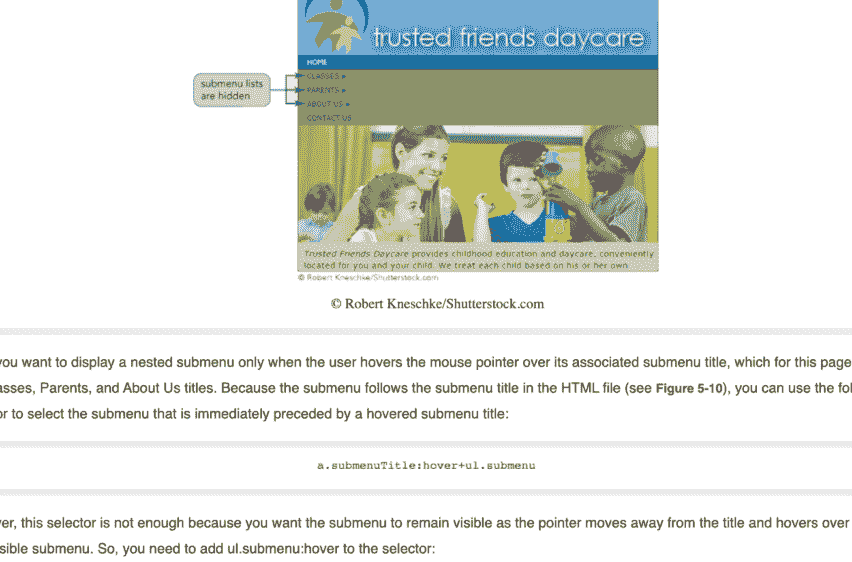 trusted friends daycare
HOME
CLASSES ▸
submenu lists
are hidden
PARENTS ▸
ABOUT US ▸
CONTACT US
Trusted Friends Daycare provides childhood education and daycare, conveniently
located for you and your child. We treat each child based on his or her own
© Robert Kneschke/Shutterstock.com
© Robert Kneschke/Shutterstock.com
you want to display a nested submenu only when the user hovers the mouse pointer over its associated submenu title, which for this page
asses, Parents, and About Us titles. Because the submenu follows the submenu title in the HTML file (see Figure 5-10), you can use the fol
or to select the submenu that is immediately preceded by a hovered submenu title:
a.submenuTitle:hover+ul.submenu
ver, this selector is not enough because you want the submenu to remain visible as the pointer moves away from the title and hovers over
sible submenu. So, you need to add ul.submenu:hover to the selector: